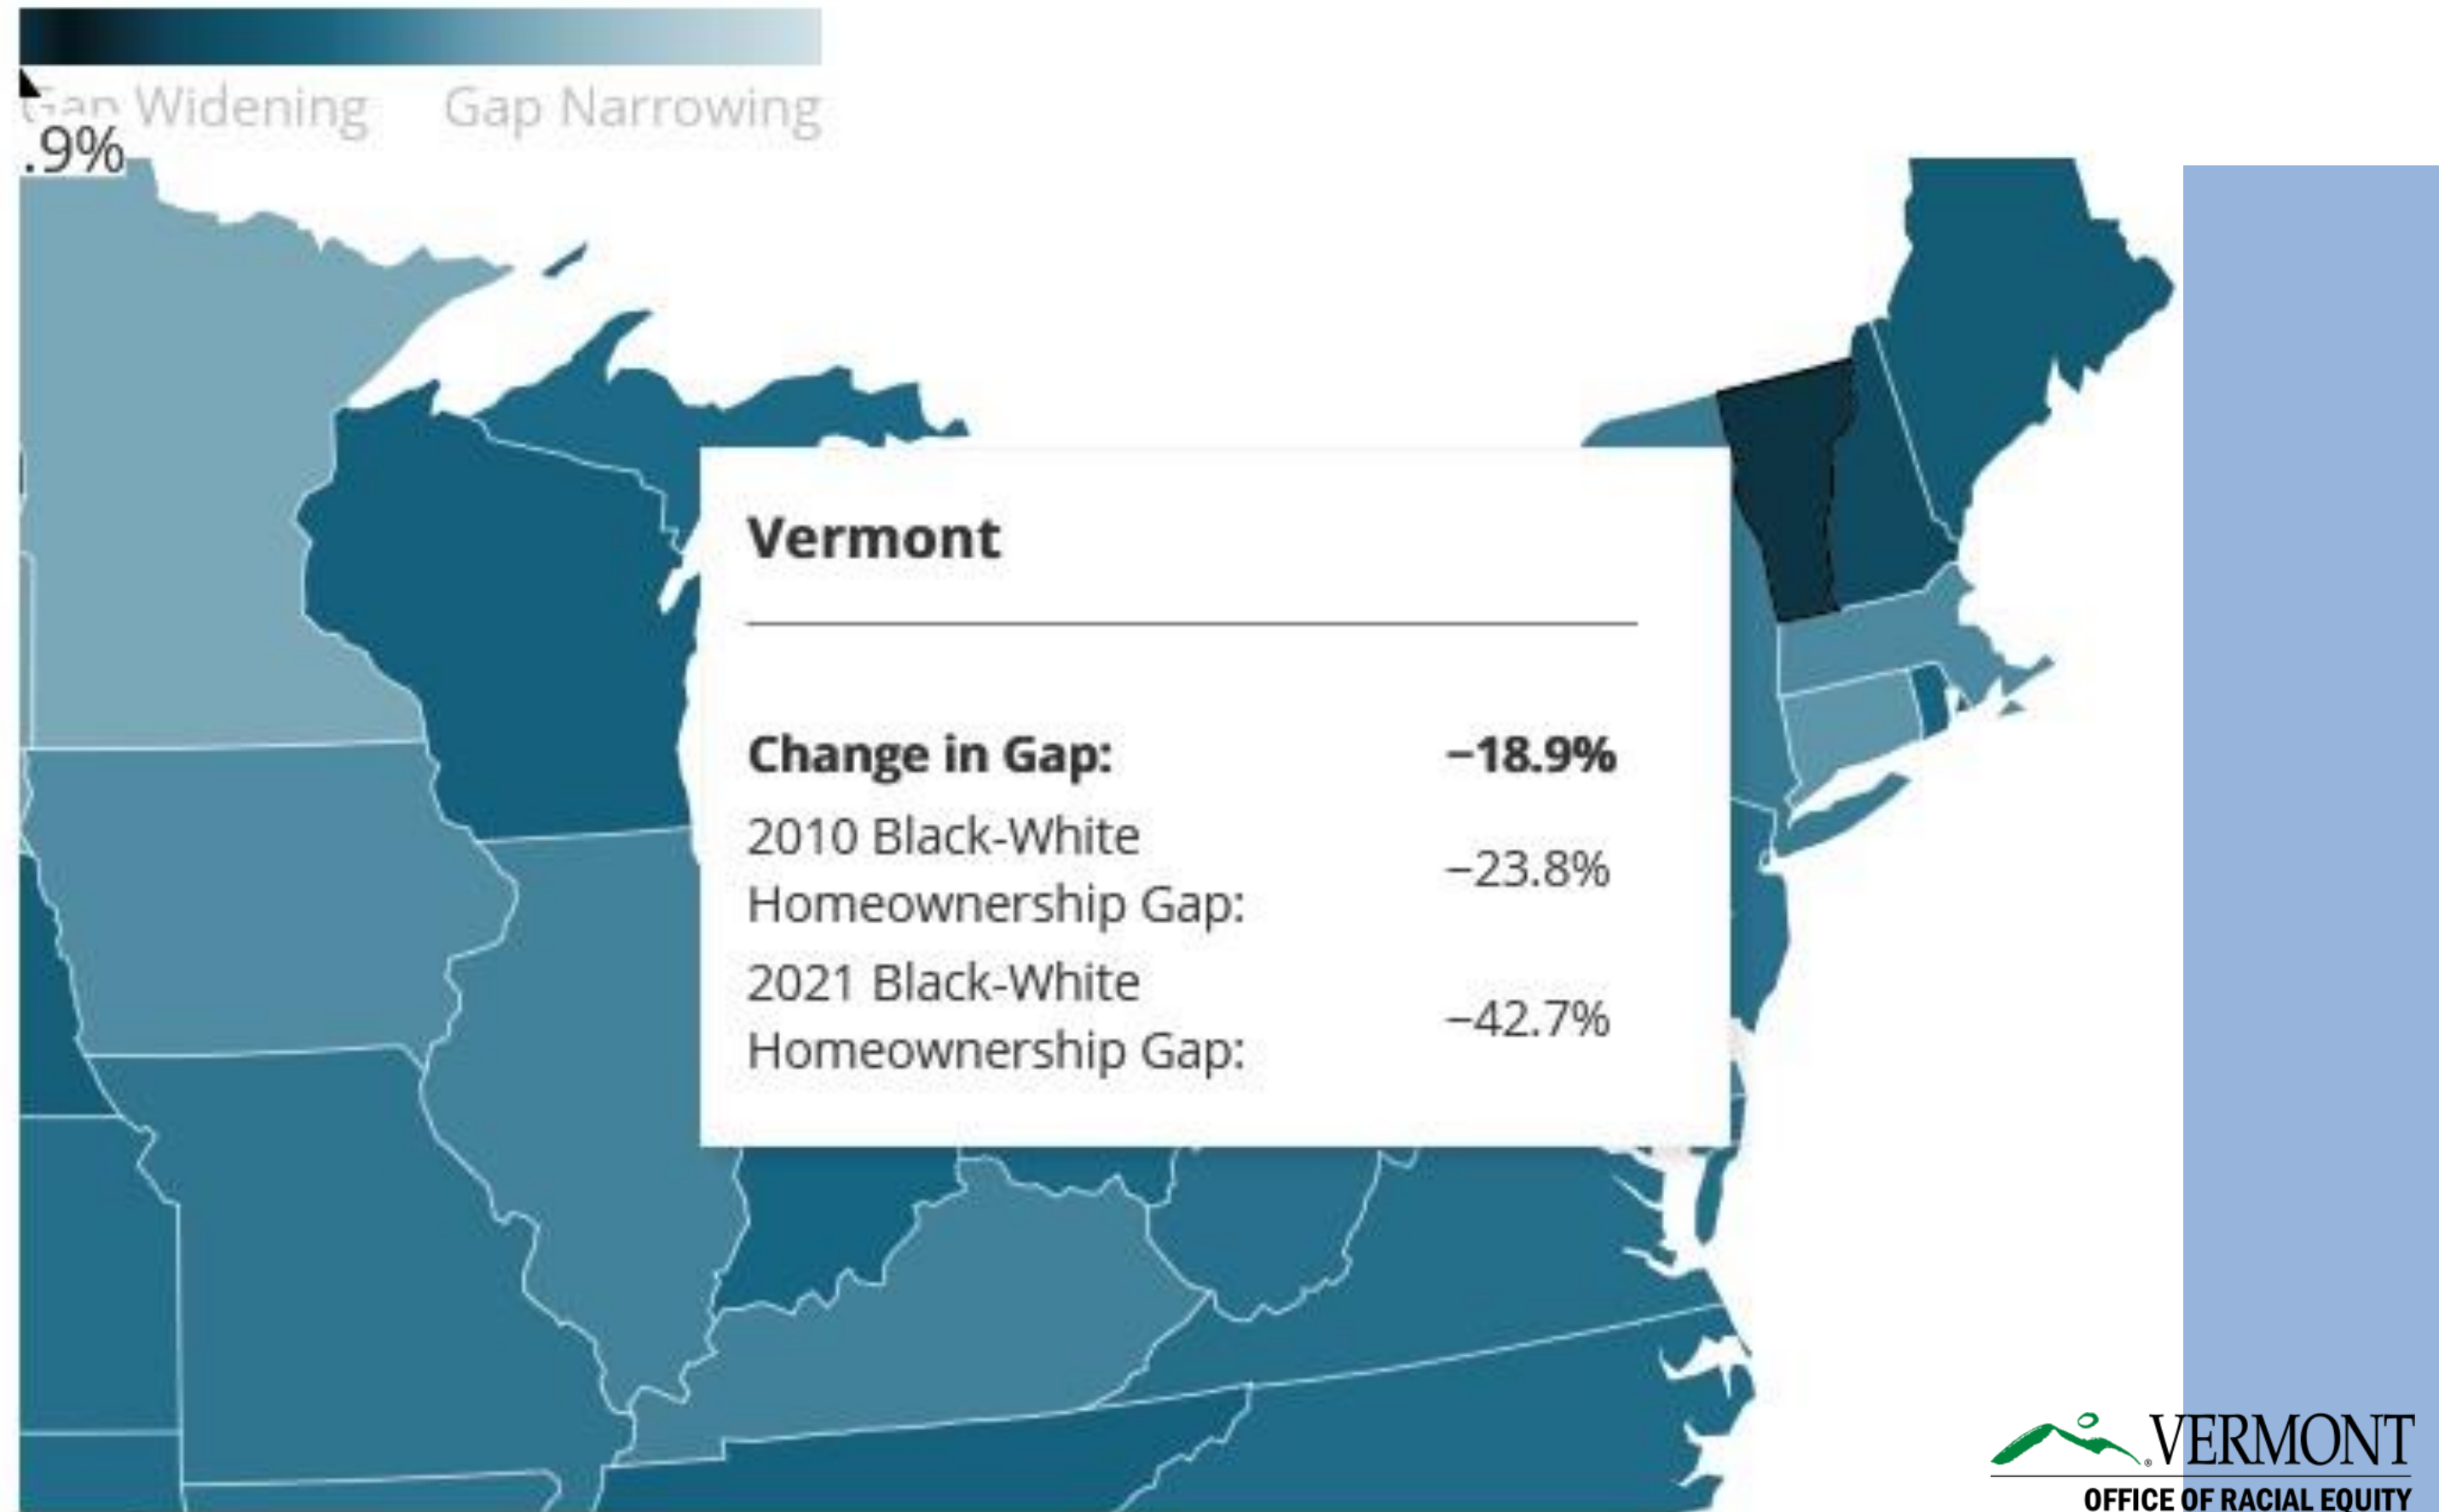 Gap Widening Gap Narrowing
.9%
Vermont
Change in Gap: −18.9%
2010 Black-White
Homeownership Gap: −23.8%
2021 Black-White
Homeownership Gap: −42.7%
VERMONT
OFFICE OF RACIAL EQUITY